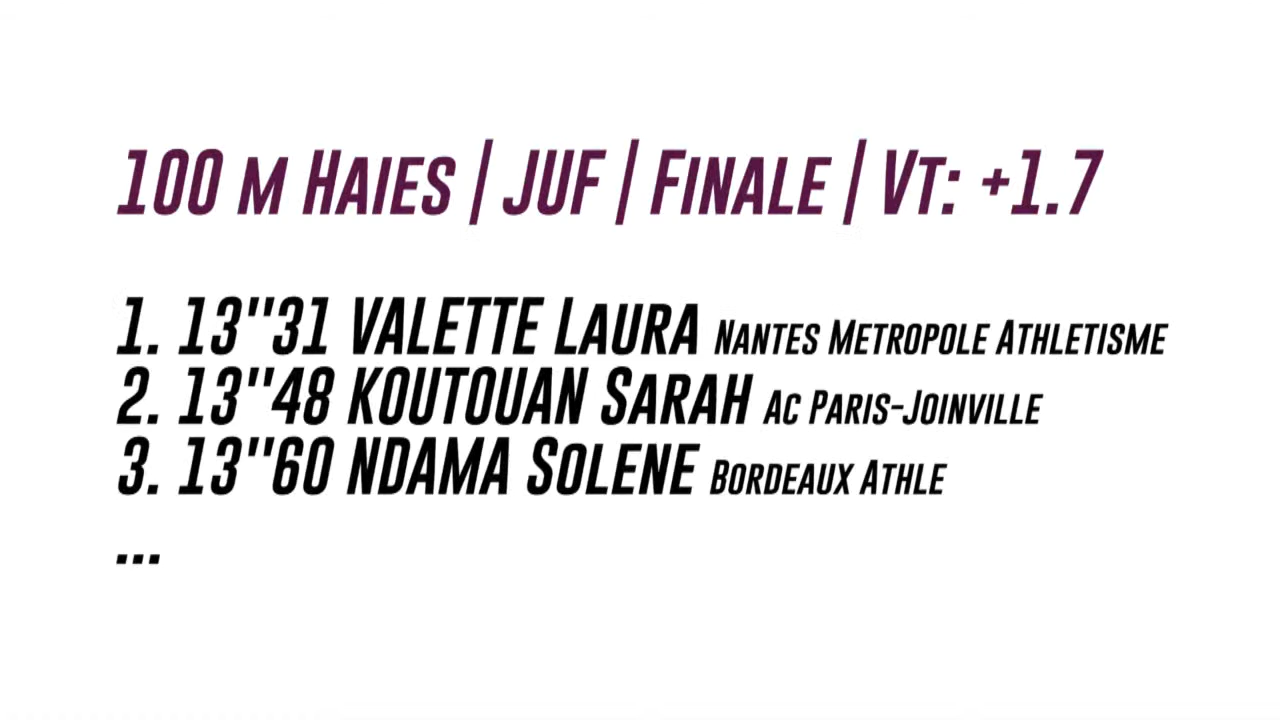 100 m Haies | JUF | Finale | Vt: +1.7
1. 13''31 VALETTE Laura Nantes Metropole Athletisme
2. 13''48 KOUTOUAN Sarah Ac Paris-Joinville
3. 13''60 NDAMA Solene Bordeaux Athle
...